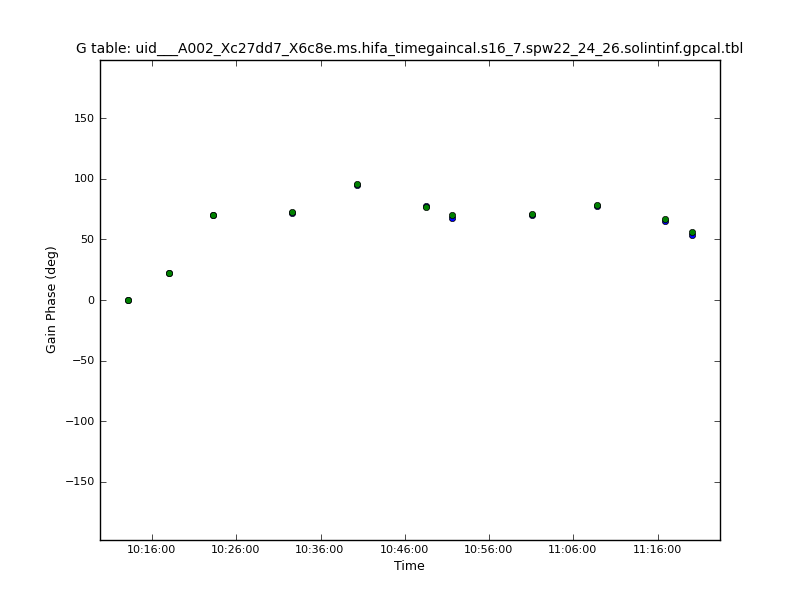 G table: uid___A002_Xc27dd7_X6c8e.ms.hifa_timegaincal.s16_7.spw22_24_26.solintinf.gpcal.tbl
150
100
50
0
−50
−100
−150
Gain Phase (deg)
10:16:00 10:26:00 10:36:00 10:46:00 10:56:00 11:06:00 11:16:00
Time